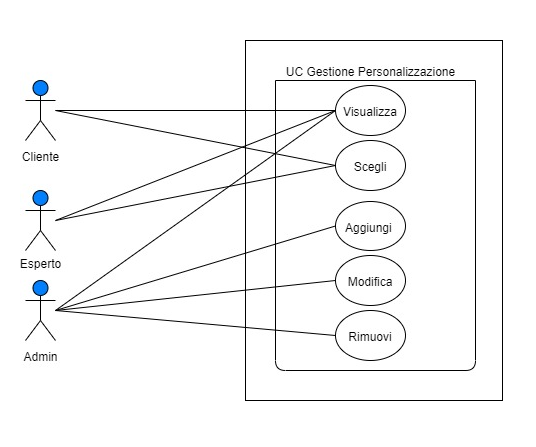 UC Gestione Personalizzazione
Visualizza
Cliente
Scegli
Esperto
Aggiungi
Modifica
Admin
Rimuovi